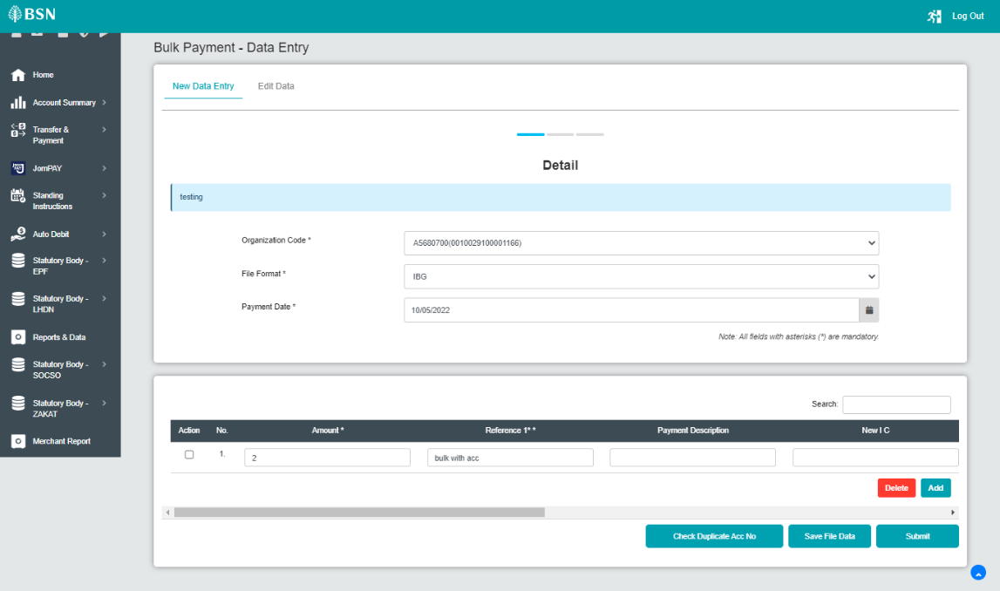 BSN
Log Out
Bulk Payment - Data Entry
Home
Account Summary
Transfer &
Payment
JomPAY
Standing
Instructions
Auto Debit
Statutory Body -
EPF
Statutory Body -
LHDN
Reports & Data
Statutory Body -
SOCSO
Statutory Body -
ZAKAT
Merchant Report
New Data Entry Edit Data
Detail
testing
Organization Code * A5680700(0010029100001166)
File Format * IBG
Payment Date * 10/05/2022
Note: All fields with asterisks (*) are mandatory.
Search:
Action No. Amount * Reference 1* * Payment Description New I C
1. 2 bulk with acc
Delete Add
Check Duplicate Acc No Save File Data Submit